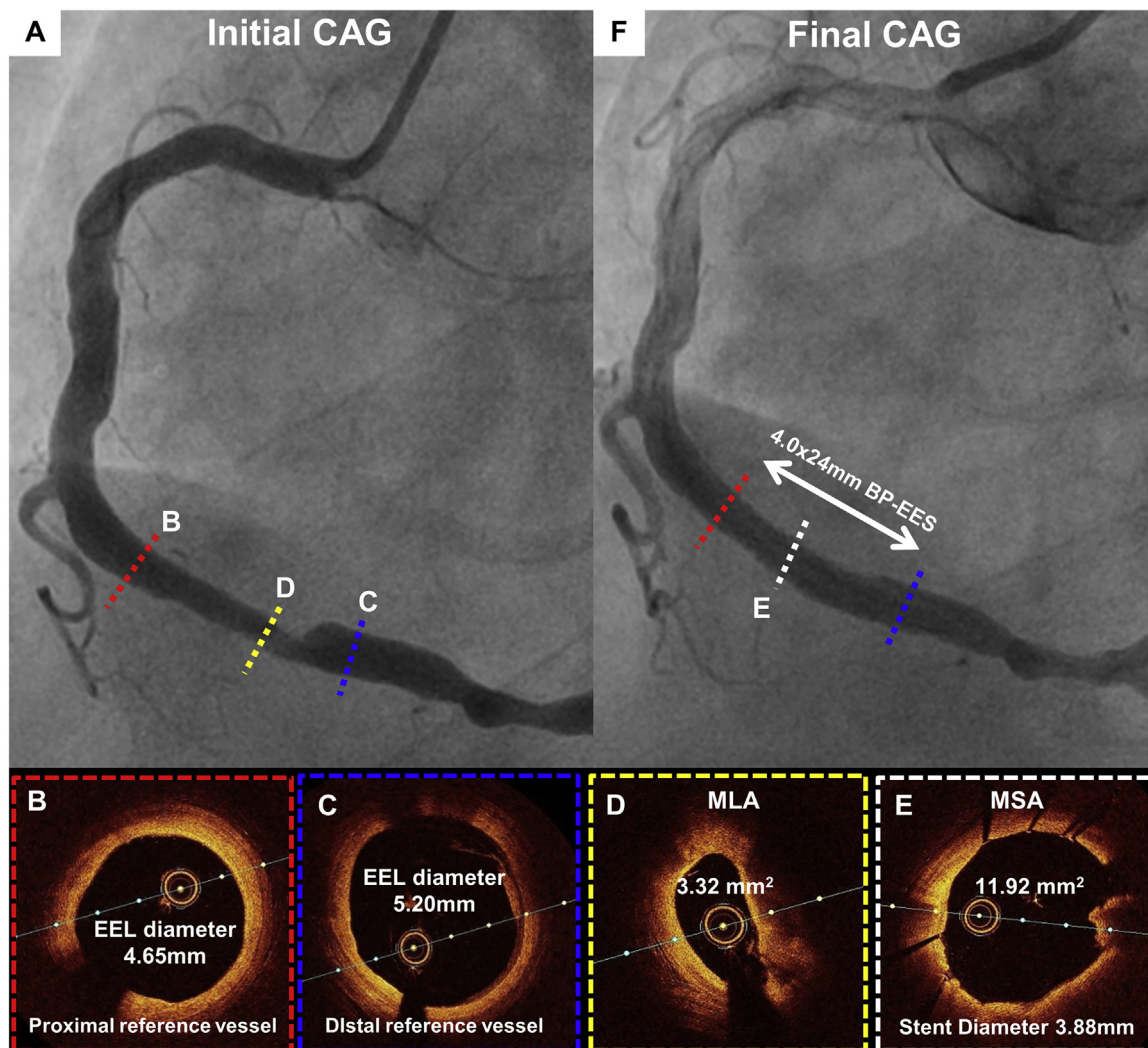 A
Initial CAG
B
D
C
F
Final CAG
4.0x24mm BP-EES
E
B
EEL diameter
4.65mm
Proximal reference vessel
C
EEL diameter
5.20mm
DIstal reference vessel
D
MLA
3.32 mm²
E
MSA
11.92 mm²
Stent Diameter 3.88mm